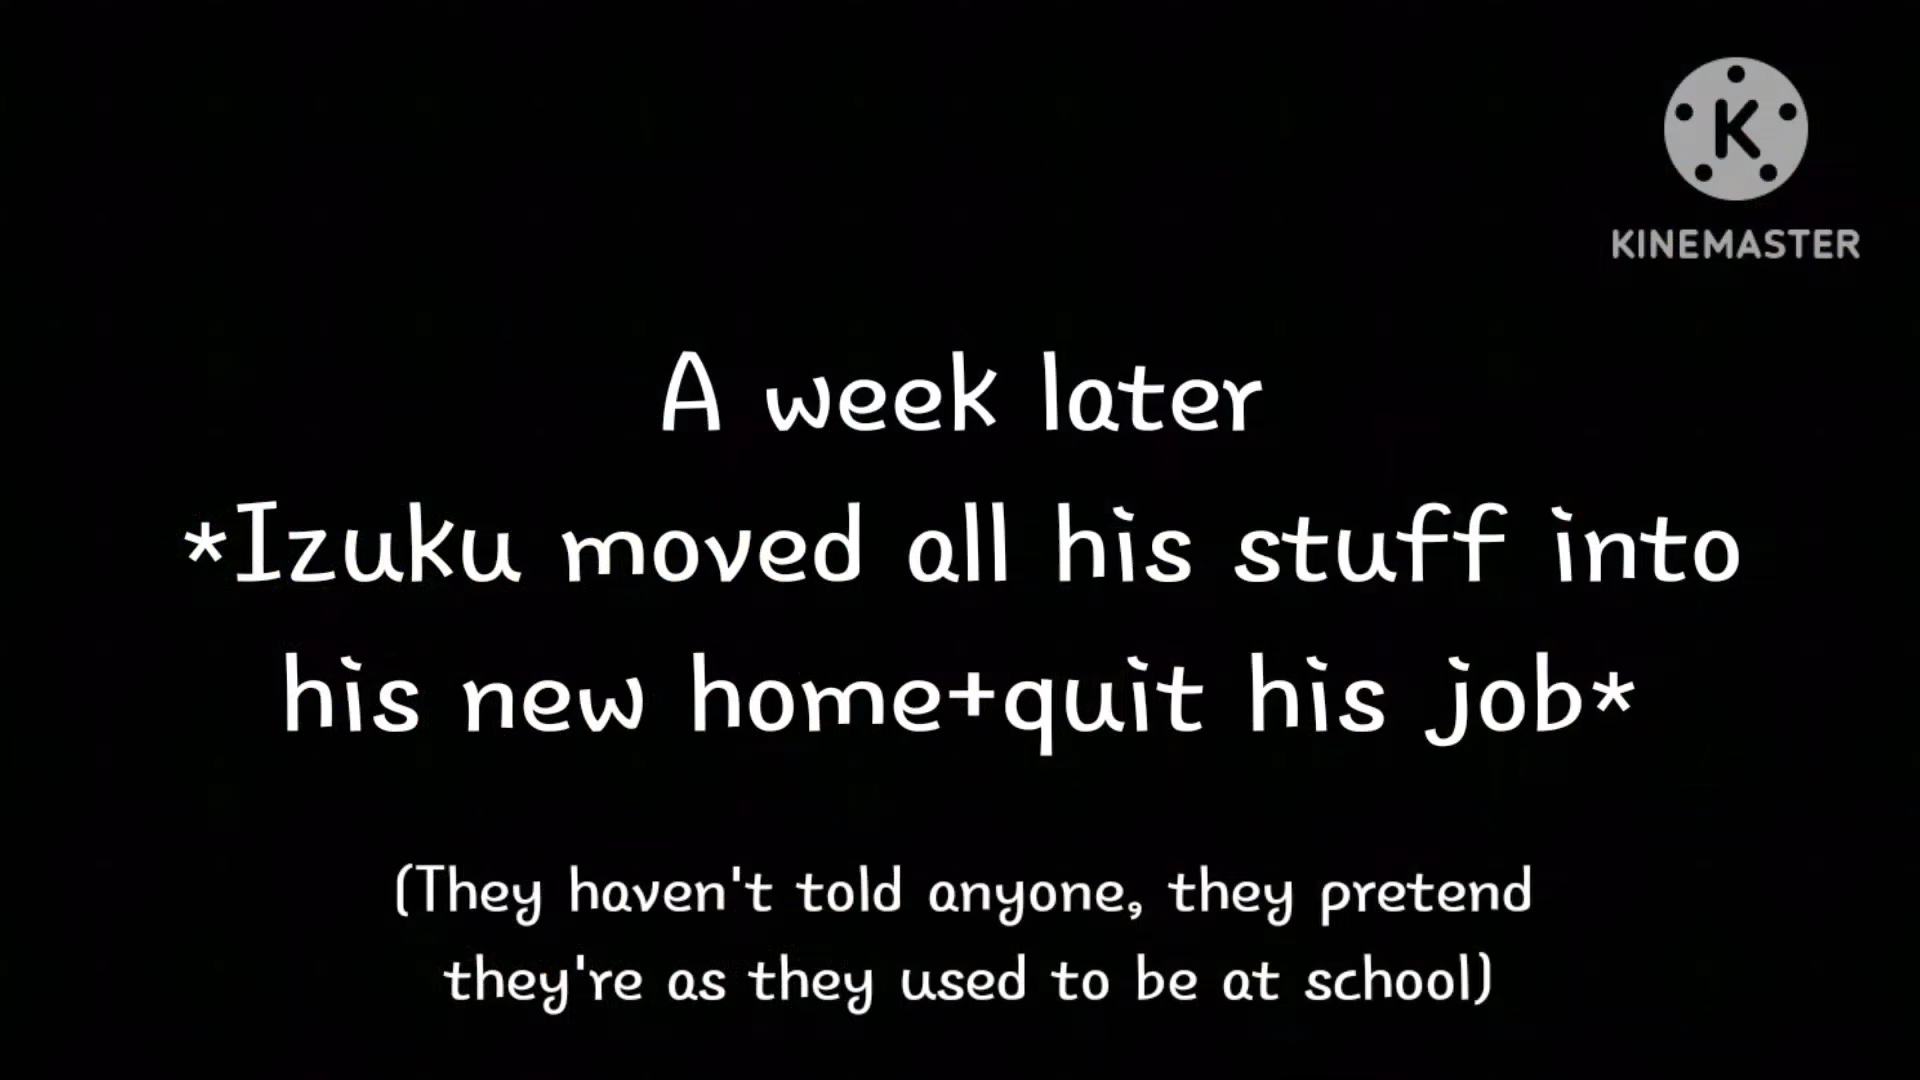 K
KINEMASTER
A week later
*Izuku moved all his stuff into
his new home+quit his job*
(They haven't told anyone, they pretend
they're as they used to be at school)